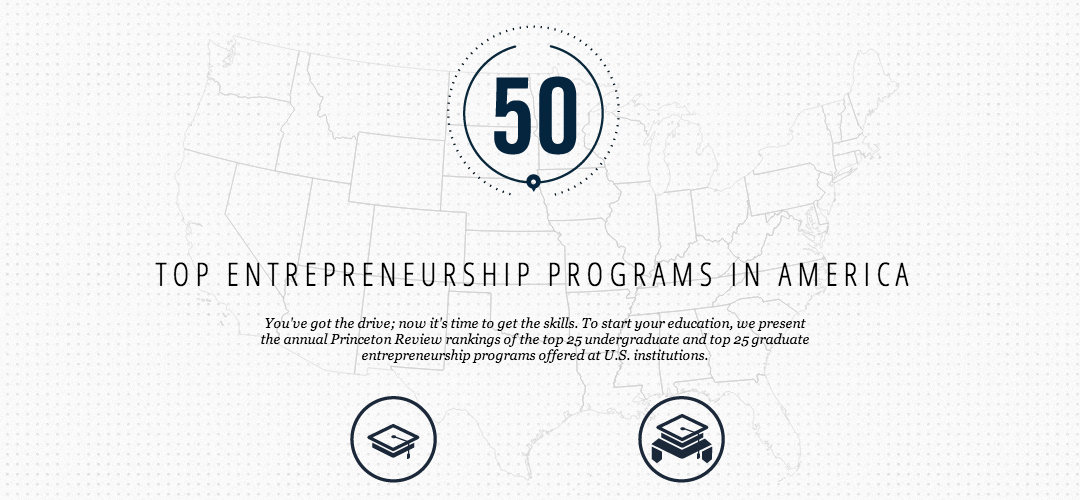 50
TOP ENTREPRENEURSHIP PROGRAMS IN AMERICA
You've got the drive; now it's time to get the skills. To start your education, we present
the annual Princeton Review rankings of the top 25 undergraduate and top 25 graduate
entrepreneurship programs offered at U.S. institutions.